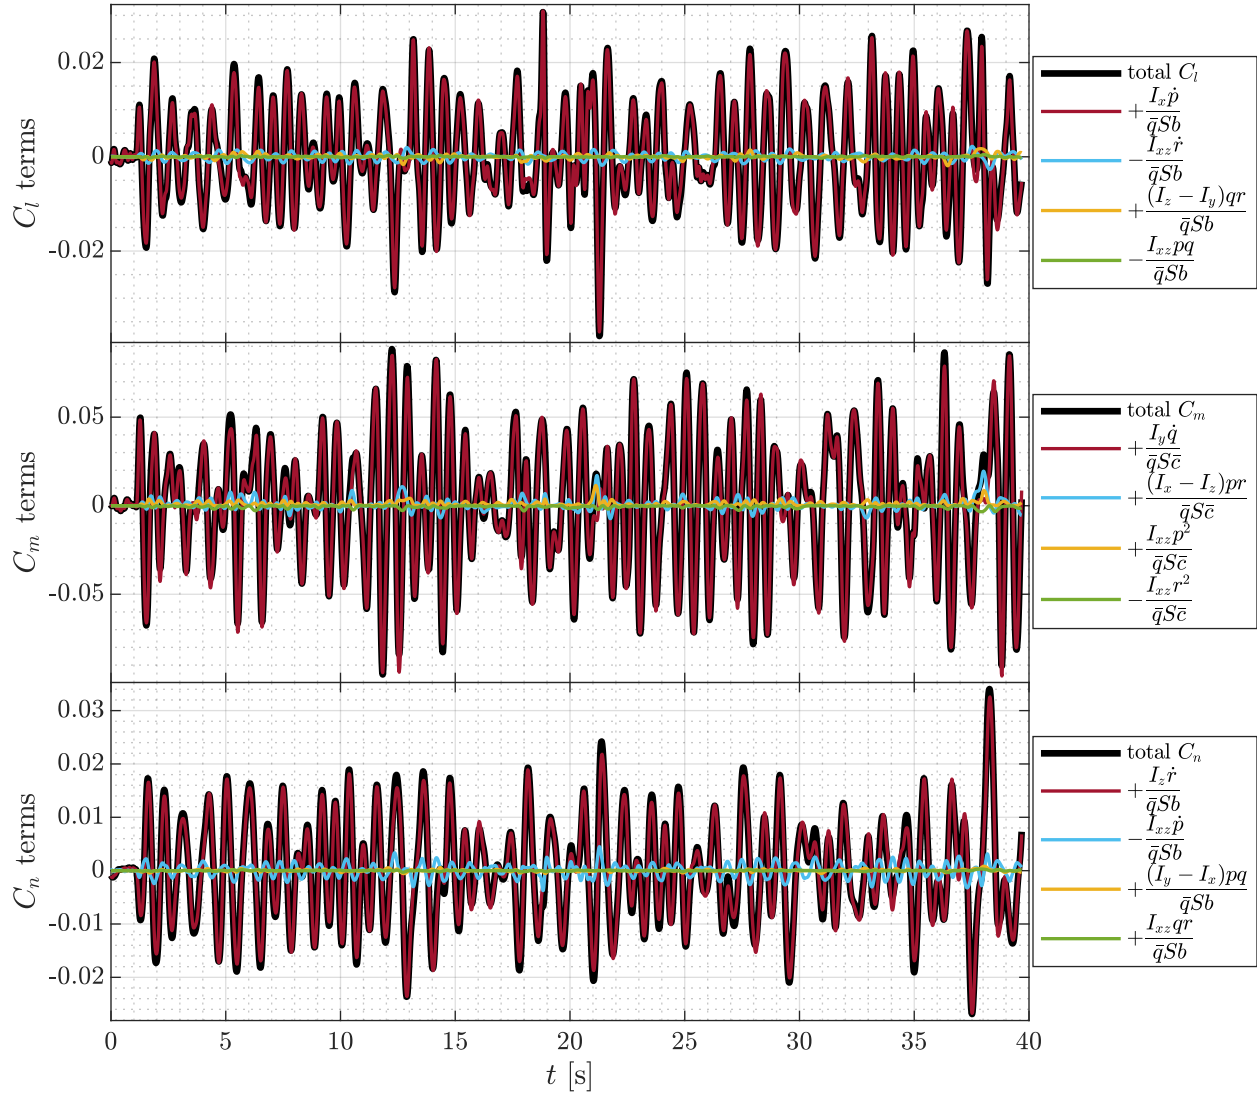 0.02
0
-0.02
C_l terms
total C_l
+ I_x ṗ / q̄Sb
− I_xz ṙ / q̄Sb
+ (I_z − I_y)qr / q̄Sb
− I_xz pq / q̄Sb
0.05
0
-0.05
C_m terms
total C_m
+ I_y q̇ / q̄Sc̄
+ (I_x − I_z)pr / q̄Sc̄
+ I_xz p² / q̄Sc̄
− I_xz r² / q̄Sc̄
0.03
0.02
0.01
0
-0.01
-0.02
C_n terms
total C_n
+ I_z ṙ / q̄Sb
− I_xz ṗ / q̄Sb
+ (I_y − I_x)pq / q̄Sb
+ I_xz qr / q̄Sb
0 5 10 15 20 25 30 35 40
t [s]